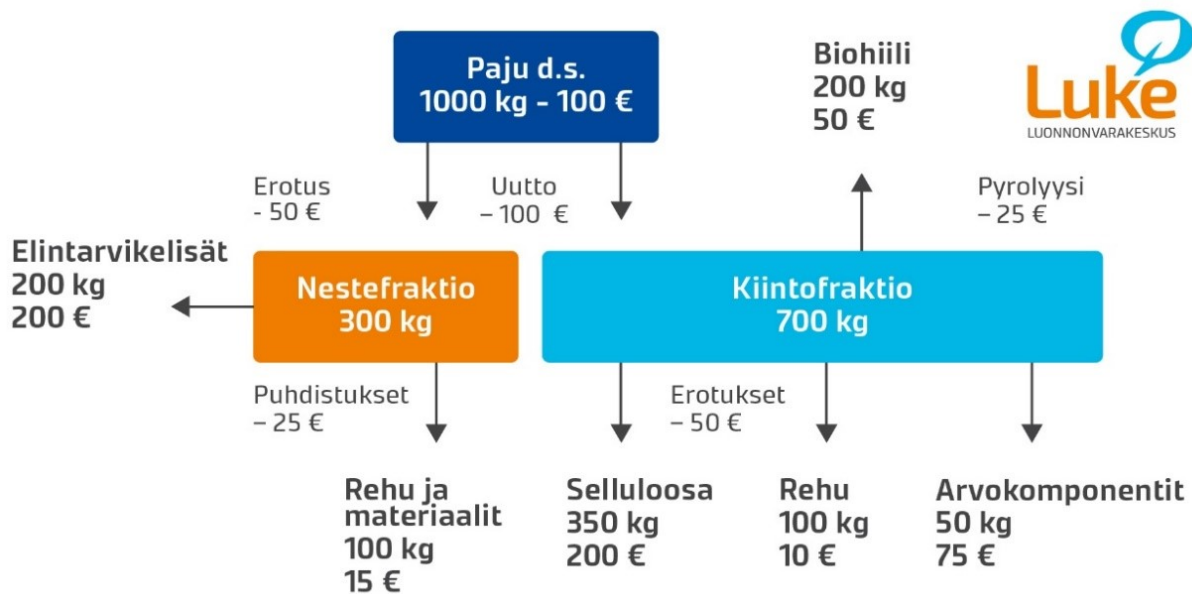 Paju d.s.
1000 kg - 100 €
Biohiili
200 kg
50 €
Luke
LUONNONVARAKESKUS
Erotus
- 50 €
Uutto
– 100 €
Pyrolyysi
– 25 €
Elintarvikelisät
200 kg
200 €
Nestefraktio
300 kg
Kiintofraktio
700 kg
Puhdistukset
– 25 €
Erotukset
– 50 €
Rehu ja
materiaalit
100 kg
15 €
Selluloosa
350 kg
200 €
Rehu
100 kg
10 €
Arvokomponentit
50 kg
75 €